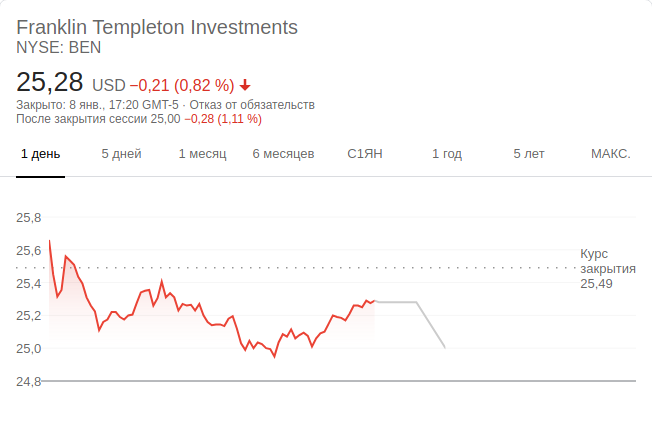 Franklin Templeton Investments
NYSE: BEN
25,28 USD −0,21 (0,82 %)
Закрыто: 8 янв., 17:20 GMT-5 · Отказ от обязательств
После закрытия сессии 25,00 −0,28 (1,11 %)
1 день 5 дней 1 месяц 6 месяцев С1ЯН 1 год 5 лет МАКС.
25,8
25,6
25,4
25,2
25,0
24,8
Курс
закрытия
25,49